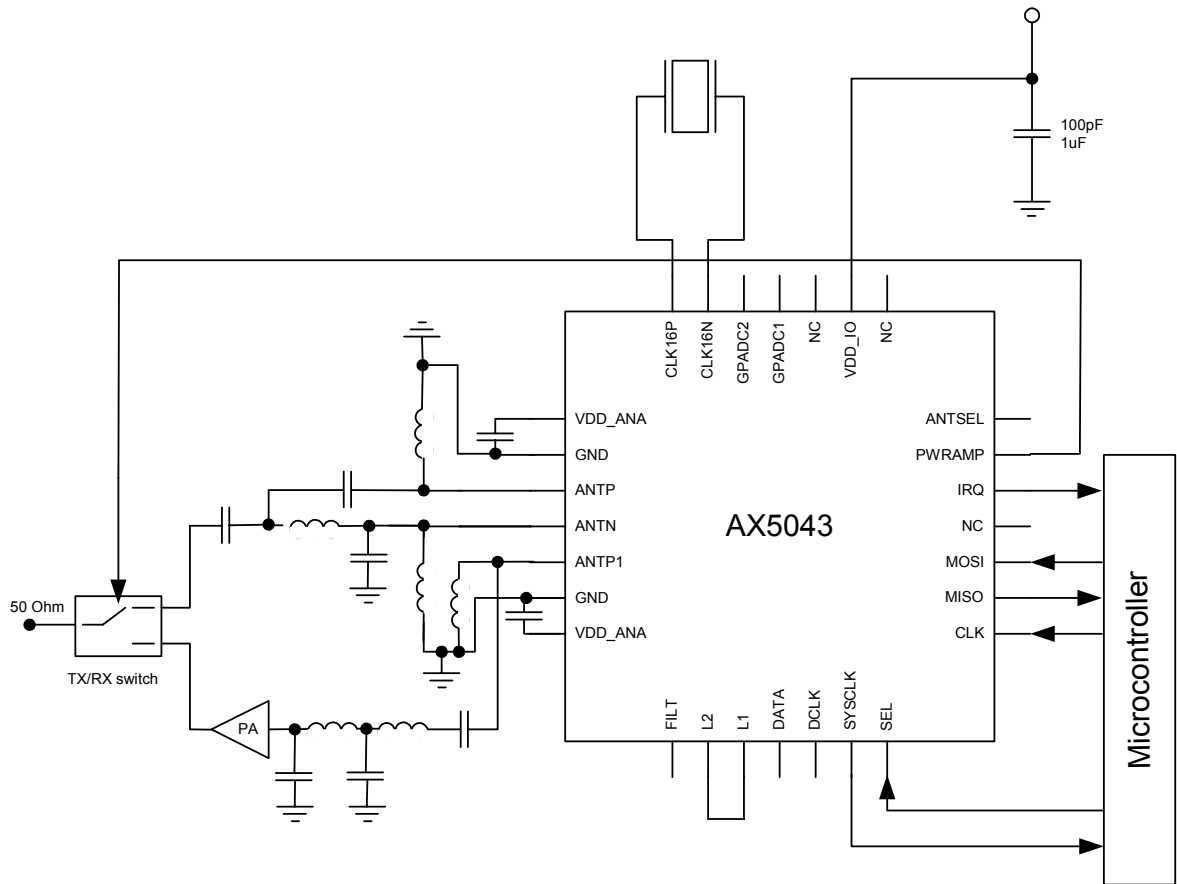 100pF
1uF
CLK16P
CLK16N
GPADC2
GPADC1
NC
VDD_IO
NC
VDD_ANA
GND
ANTP
ANTN
ANTP1
GND
VDD_ANA
AX5043
ANTSEL
PWRAMP
IRQ
NC
MOSI
MISO
CLK
50 Ohm
TX/RX switch
PA
FILT
L2
L1
DATA
DCLK
SYSCLK
SEL
Microcontroller